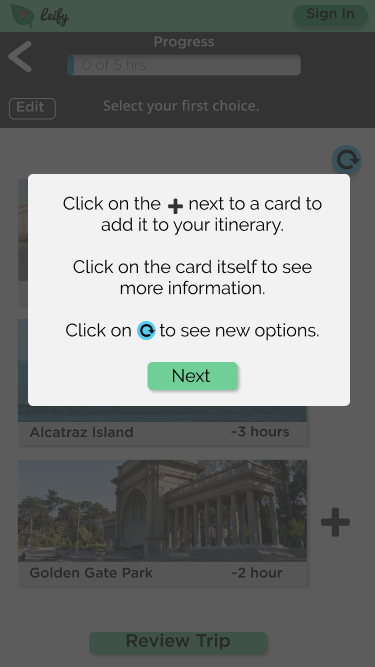 Leify
Sign In
Progress
0 of 5 hrs
Edit
Select your first choice.
Click on the + next to a card to
add it to your itinerary.
Click on the card itself to see
more information.
Click on to see new options.
Next
Alcatraz Island ~3 hours
Golden Gate Park ~2 hour
Review Trip